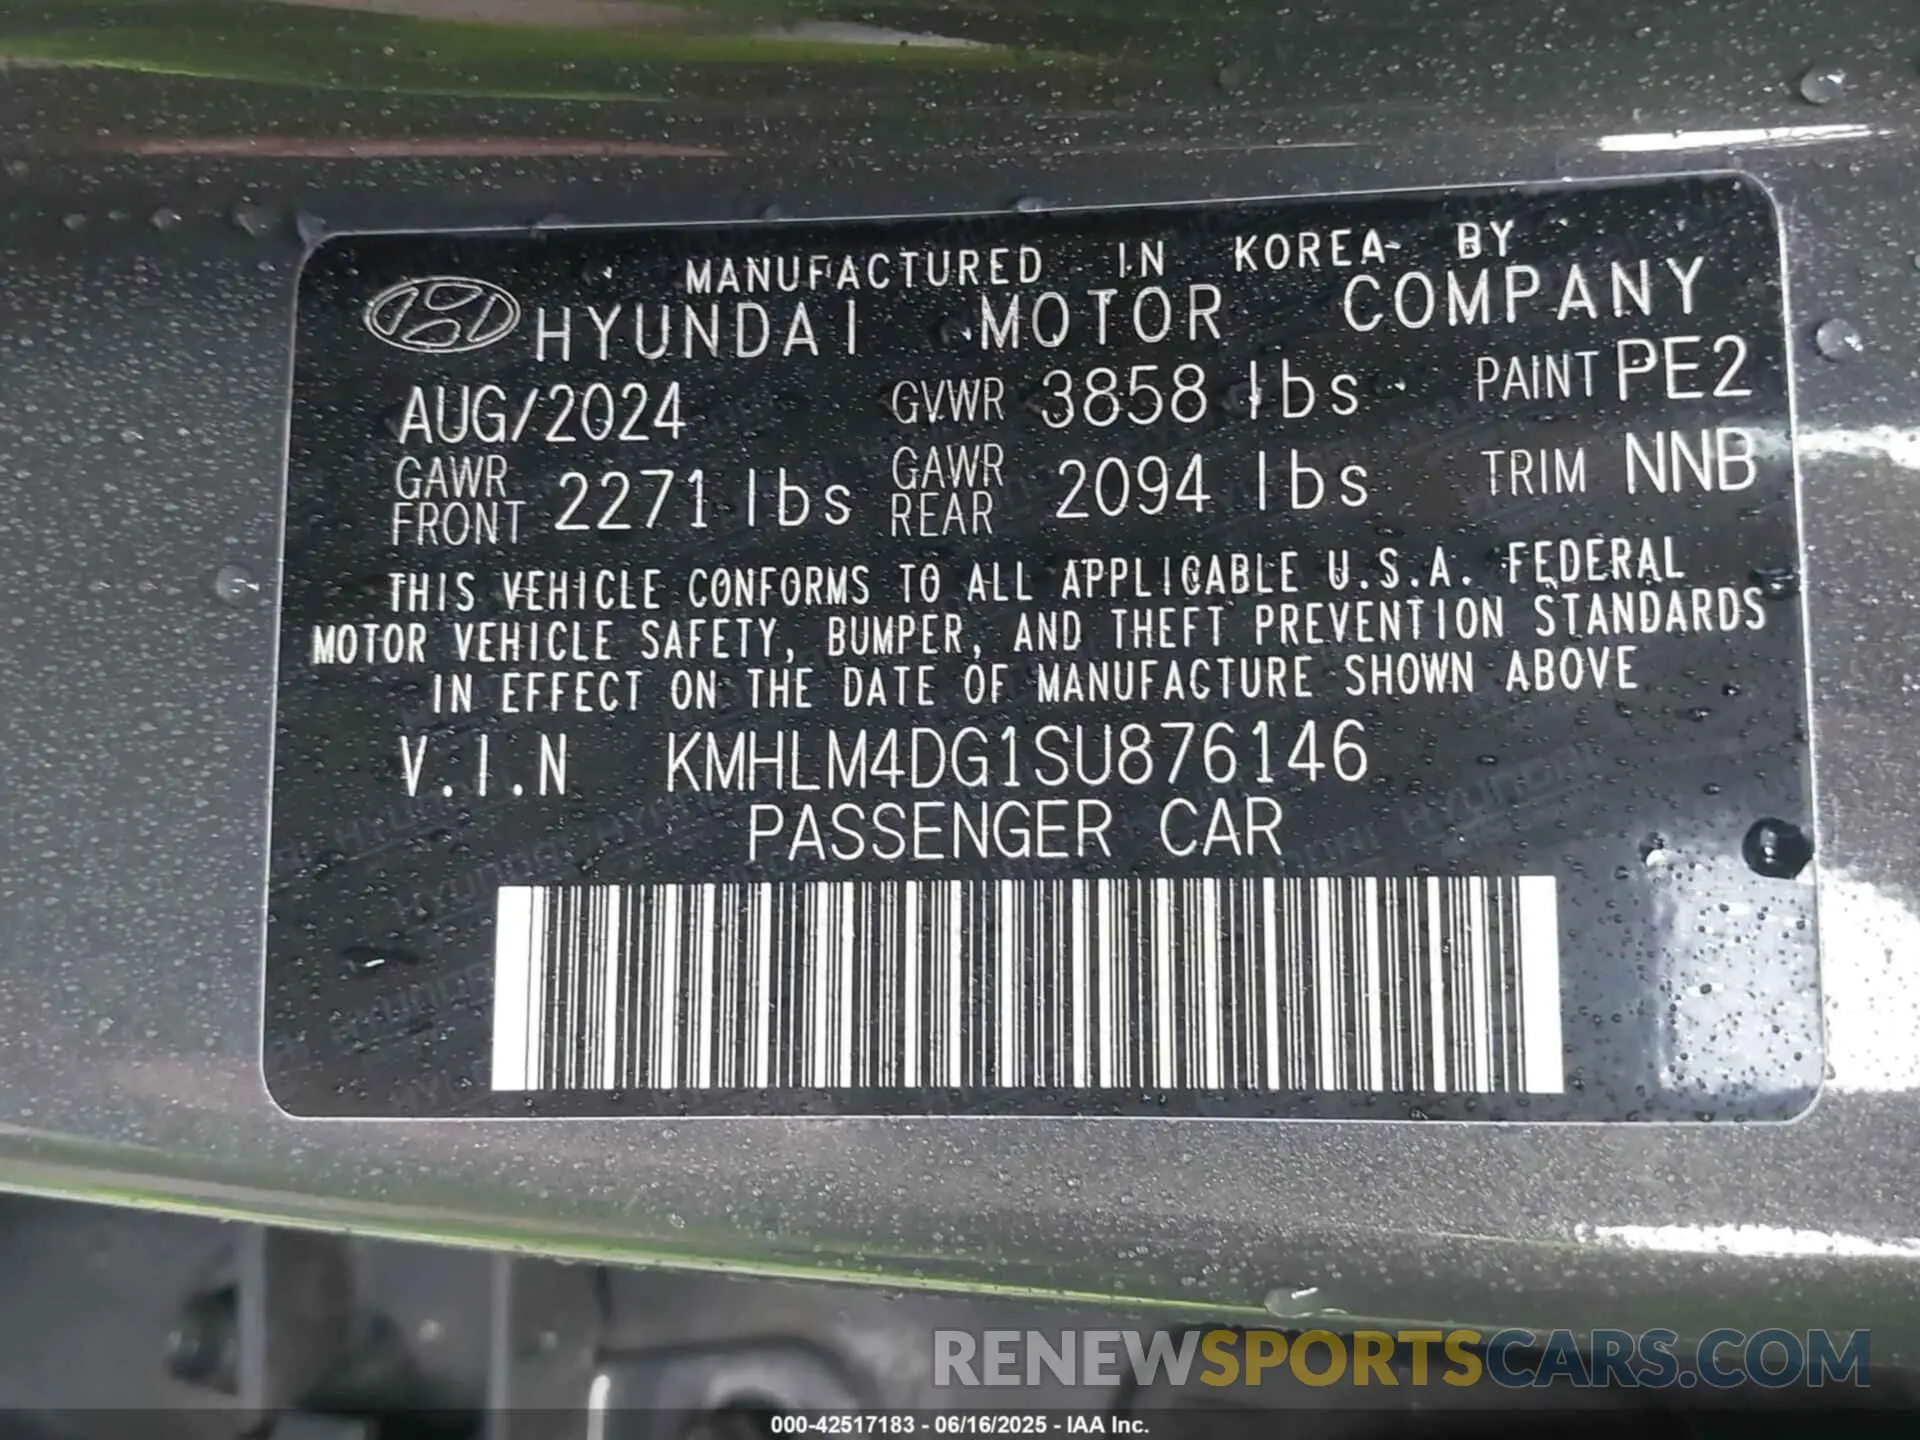 MANUFACTURED IN KOREA BY
HYUNDAI MOTOR COMPANY
AUG/2024 GVWR 3858 lbs PAINT PE2
GAWR FRONT 2271 lbs GAWR REAR 2094 lbs TRIM NNB
THIS VEHICLE CONFORMS TO ALL APPLICABLE U.S.A. FEDERAL
MOTOR VEHICLE SAFETY, BUMPER, AND THEFT PREVENTION STANDARDS
IN EFFECT ON THE DATE OF MANUFACTURE SHOWN ABOVE
V.I.N KMHLM4DG1SU876146
PASSENGER CAR
RENEWSPORTSCARS.COM
000-42517183 - 06/16/2025 - IAA Inc.